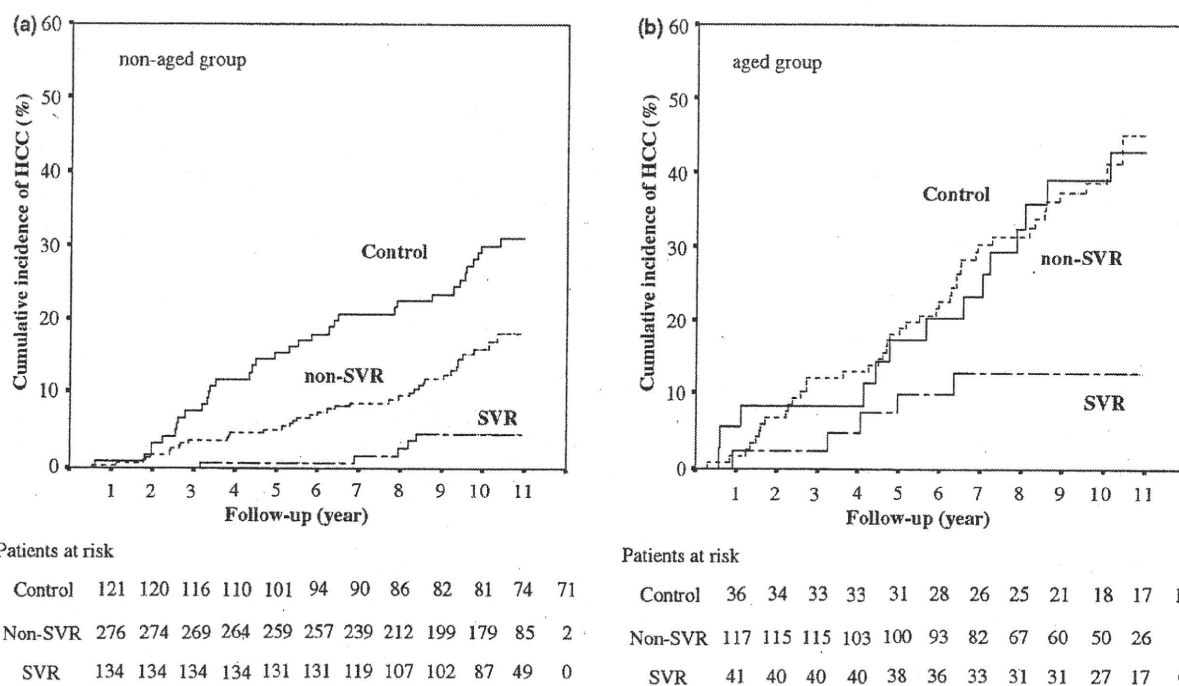 (a)
60
50
40
30
20
10
0
Cumulative incidence of HCC (%)
non-aged group
Control
non-SVR
SVR
1 2 3 4 5 6 7 8 9 10 11
Follow-up (year)
Patients at risk
Control 121 120 116 110 101 94 90 86 82 81 74 71
Non-SVR 276 274 269 264 259 257 239 212 199 179 85 2
SVR 134 134 134 134 131 131 119 107 102 87 49 0
(b)
60
50
40
30
20
10
0
Cumulative incidence of HCC (%)
aged group
Control
non-SVR
SVR
1 2 3 4 5 6 7 8 9 10 11
Follow-up (year)
Patients at risk
Control 36 34 33 33 31 28 26 25 21 18 17
Non-SVR 117 115 115 103 100 93 82 67 60 50 26
SVR 41 40 40 40 38 36 33 31 31 27 17